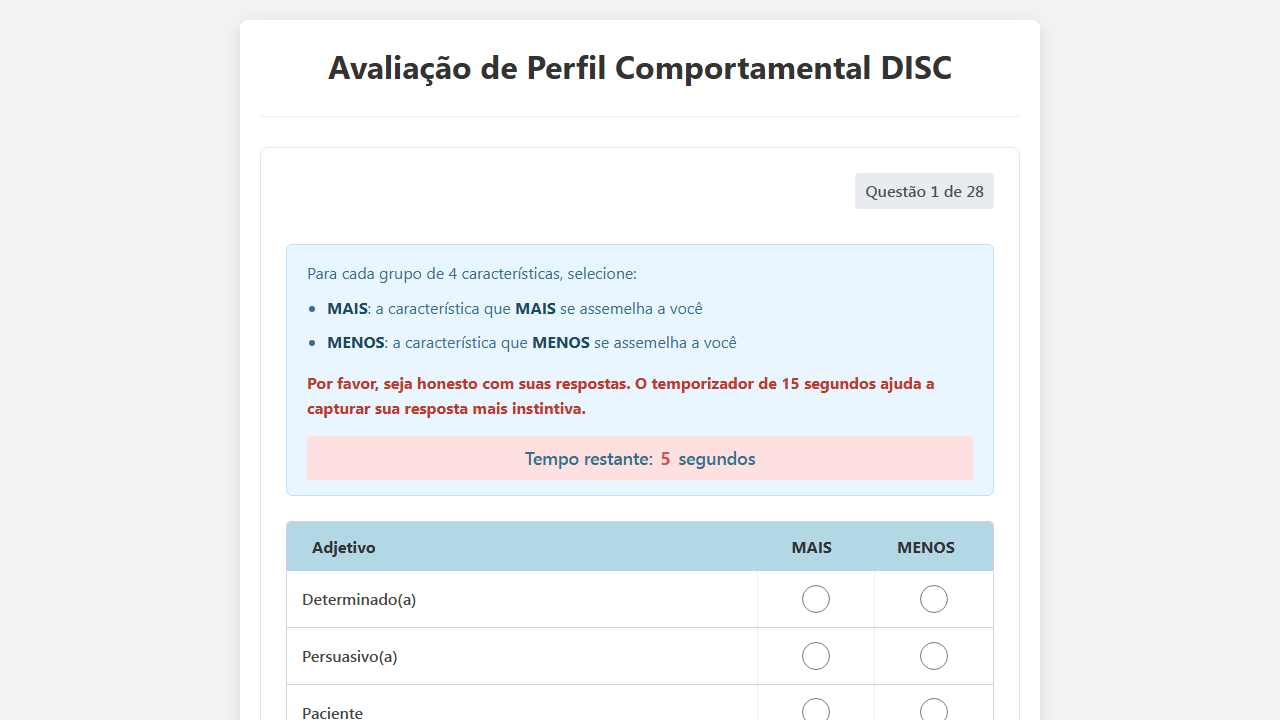 Avaliação de Perfil Comportamental DISC
Questão 1 de 28
Para cada grupo de 4 características, selecione:
MAIS: a característica que MAIS se assemelha a você
MENOS: a característica que MENOS se assemelha a você
Por favor, seja honesto com suas respostas. O temporizador de 15 segundos ajuda a
capturar sua resposta mais instintiva.
Tempo restante: 5 segundos
Adjetivo MAIS MENOS
Determinado(a)
Persuasivo(a)
Paciente